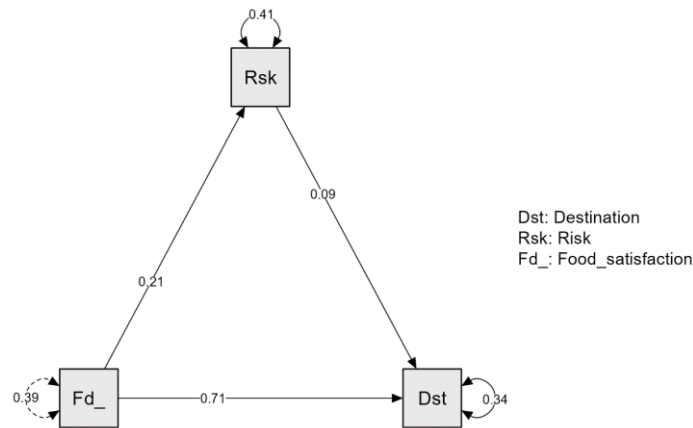 0.41
Rsk
0.09
Dst: Destination
Rsk: Risk
Fd_: Food_satisfaction
0.21
0.39
Fd_
0.71
Dst
0.34